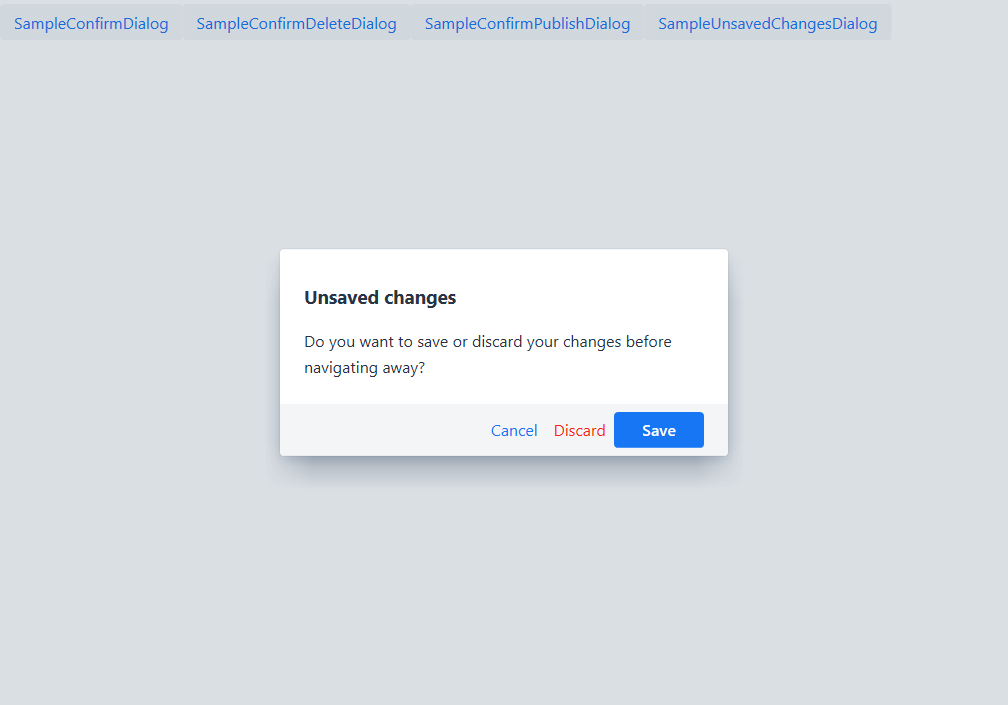 SampleConfirmDialog SampleConfirmDeleteDialog SampleConfirmPublishDialog SampleUnsavedChangesDialog
Unsaved changes
Do you want to save or discard your changes before
navigating away?
Cancel Discard Save